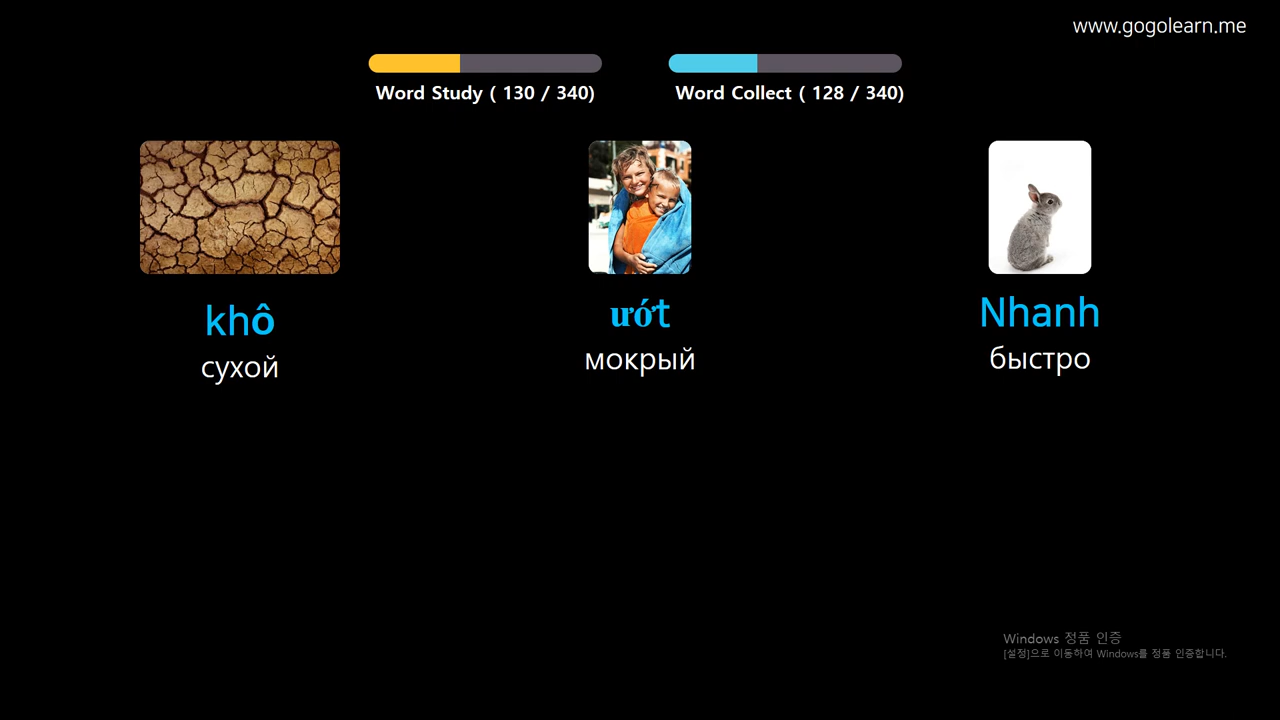 www.gogolearn.me
Word Study ( 130 / 340)
Word Collect ( 128 / 340)
khô
ướt
Nhanh
сухой
мокрый
быстро
Windows 정품 인증
[설정]으로 이동하여 Windows를 정품 인증합니다.